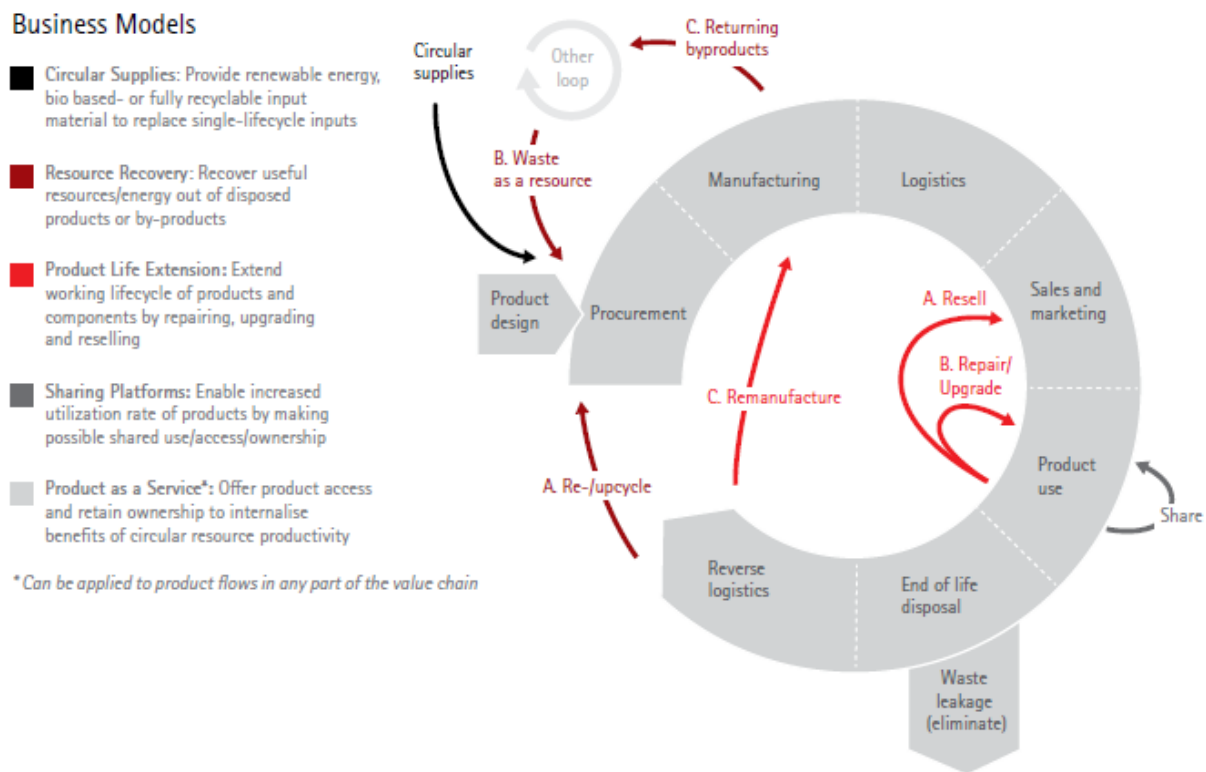 Business Models
Circular Supplies: Provide renewable energy,
bio based- or fully recyclable input
material to replace single-lifecycle inputs
Resource Recovery: Recover useful
resources/energy out of disposed
products or by-products
Product Life Extension: Extend
working lifecycle of products and
components by repairing, upgrading
and reselling
Sharing Platforms: Enable increased
utilization rate of products by making
possible shared use/access/ownership
Product as a Service*: Offer product access
and retain ownership to internalise
benefits of circular resource productivity
*Can be applied to product flows in any part of the value chain
Circular
supplies
Other
loop
C. Returning
byproducts
B. Waste
as a resource
Manufacturing
Logistics
Product
design
Procurement
Sales and
marketing
A. Resell
B. Repair/
Upgrade
C. Remanufacture
A. Re-/upcycle
Product
use
Share
Reverse
logistics
End of life
disposal
Waste
leakage
(eliminate)